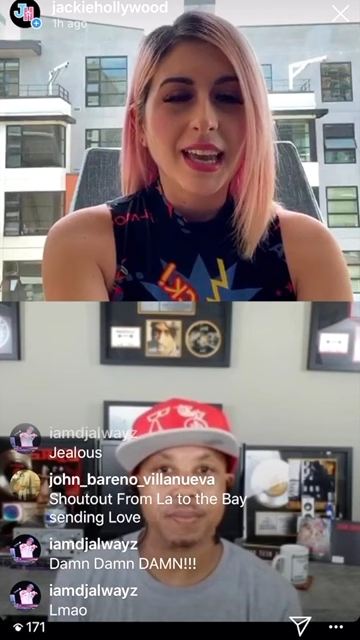 jackiehollywood
1h ago
iamdjalwayz
Jealous
john_bareno_villanueva
Shoutout From La to the Bay
sending Love
iamdjalwayz
Damn Damn DAMN!!!
iamdjalwayz
Lmao
171